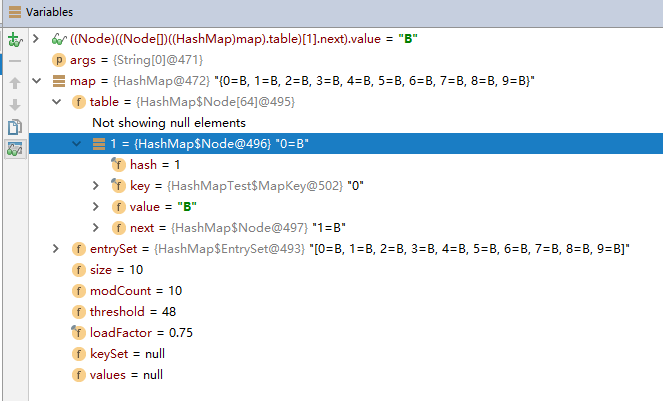 Variables
((Node)((Node[])((HashMap)map).table)[1].next).value = "B"
args = {String[0]@471}
map = {HashMap@472} "{0=B, 1=B, 2=B, 3=B, 4=B, 5=B, 6=B, 7=B, 8=B, 9=B}"
table = {HashMap$Node[64]@495}
Not showing null elements
1 = {HashMap$Node@496} "0=B"
hash = 1
key = {HashMapTest$MapKey@502} "0"
value = "B"
next = {HashMap$Node@497} "1=B"
entrySet = {HashMap$EntrySet@493} "[0=B, 1=B, 2=B, 3=B, 4=B, 5=B, 6=B, 7=B, 8=B, 9=B]"
size = 10
modCount = 10
threshold = 48
loadFactor = 0.75
keySet = null
values = null